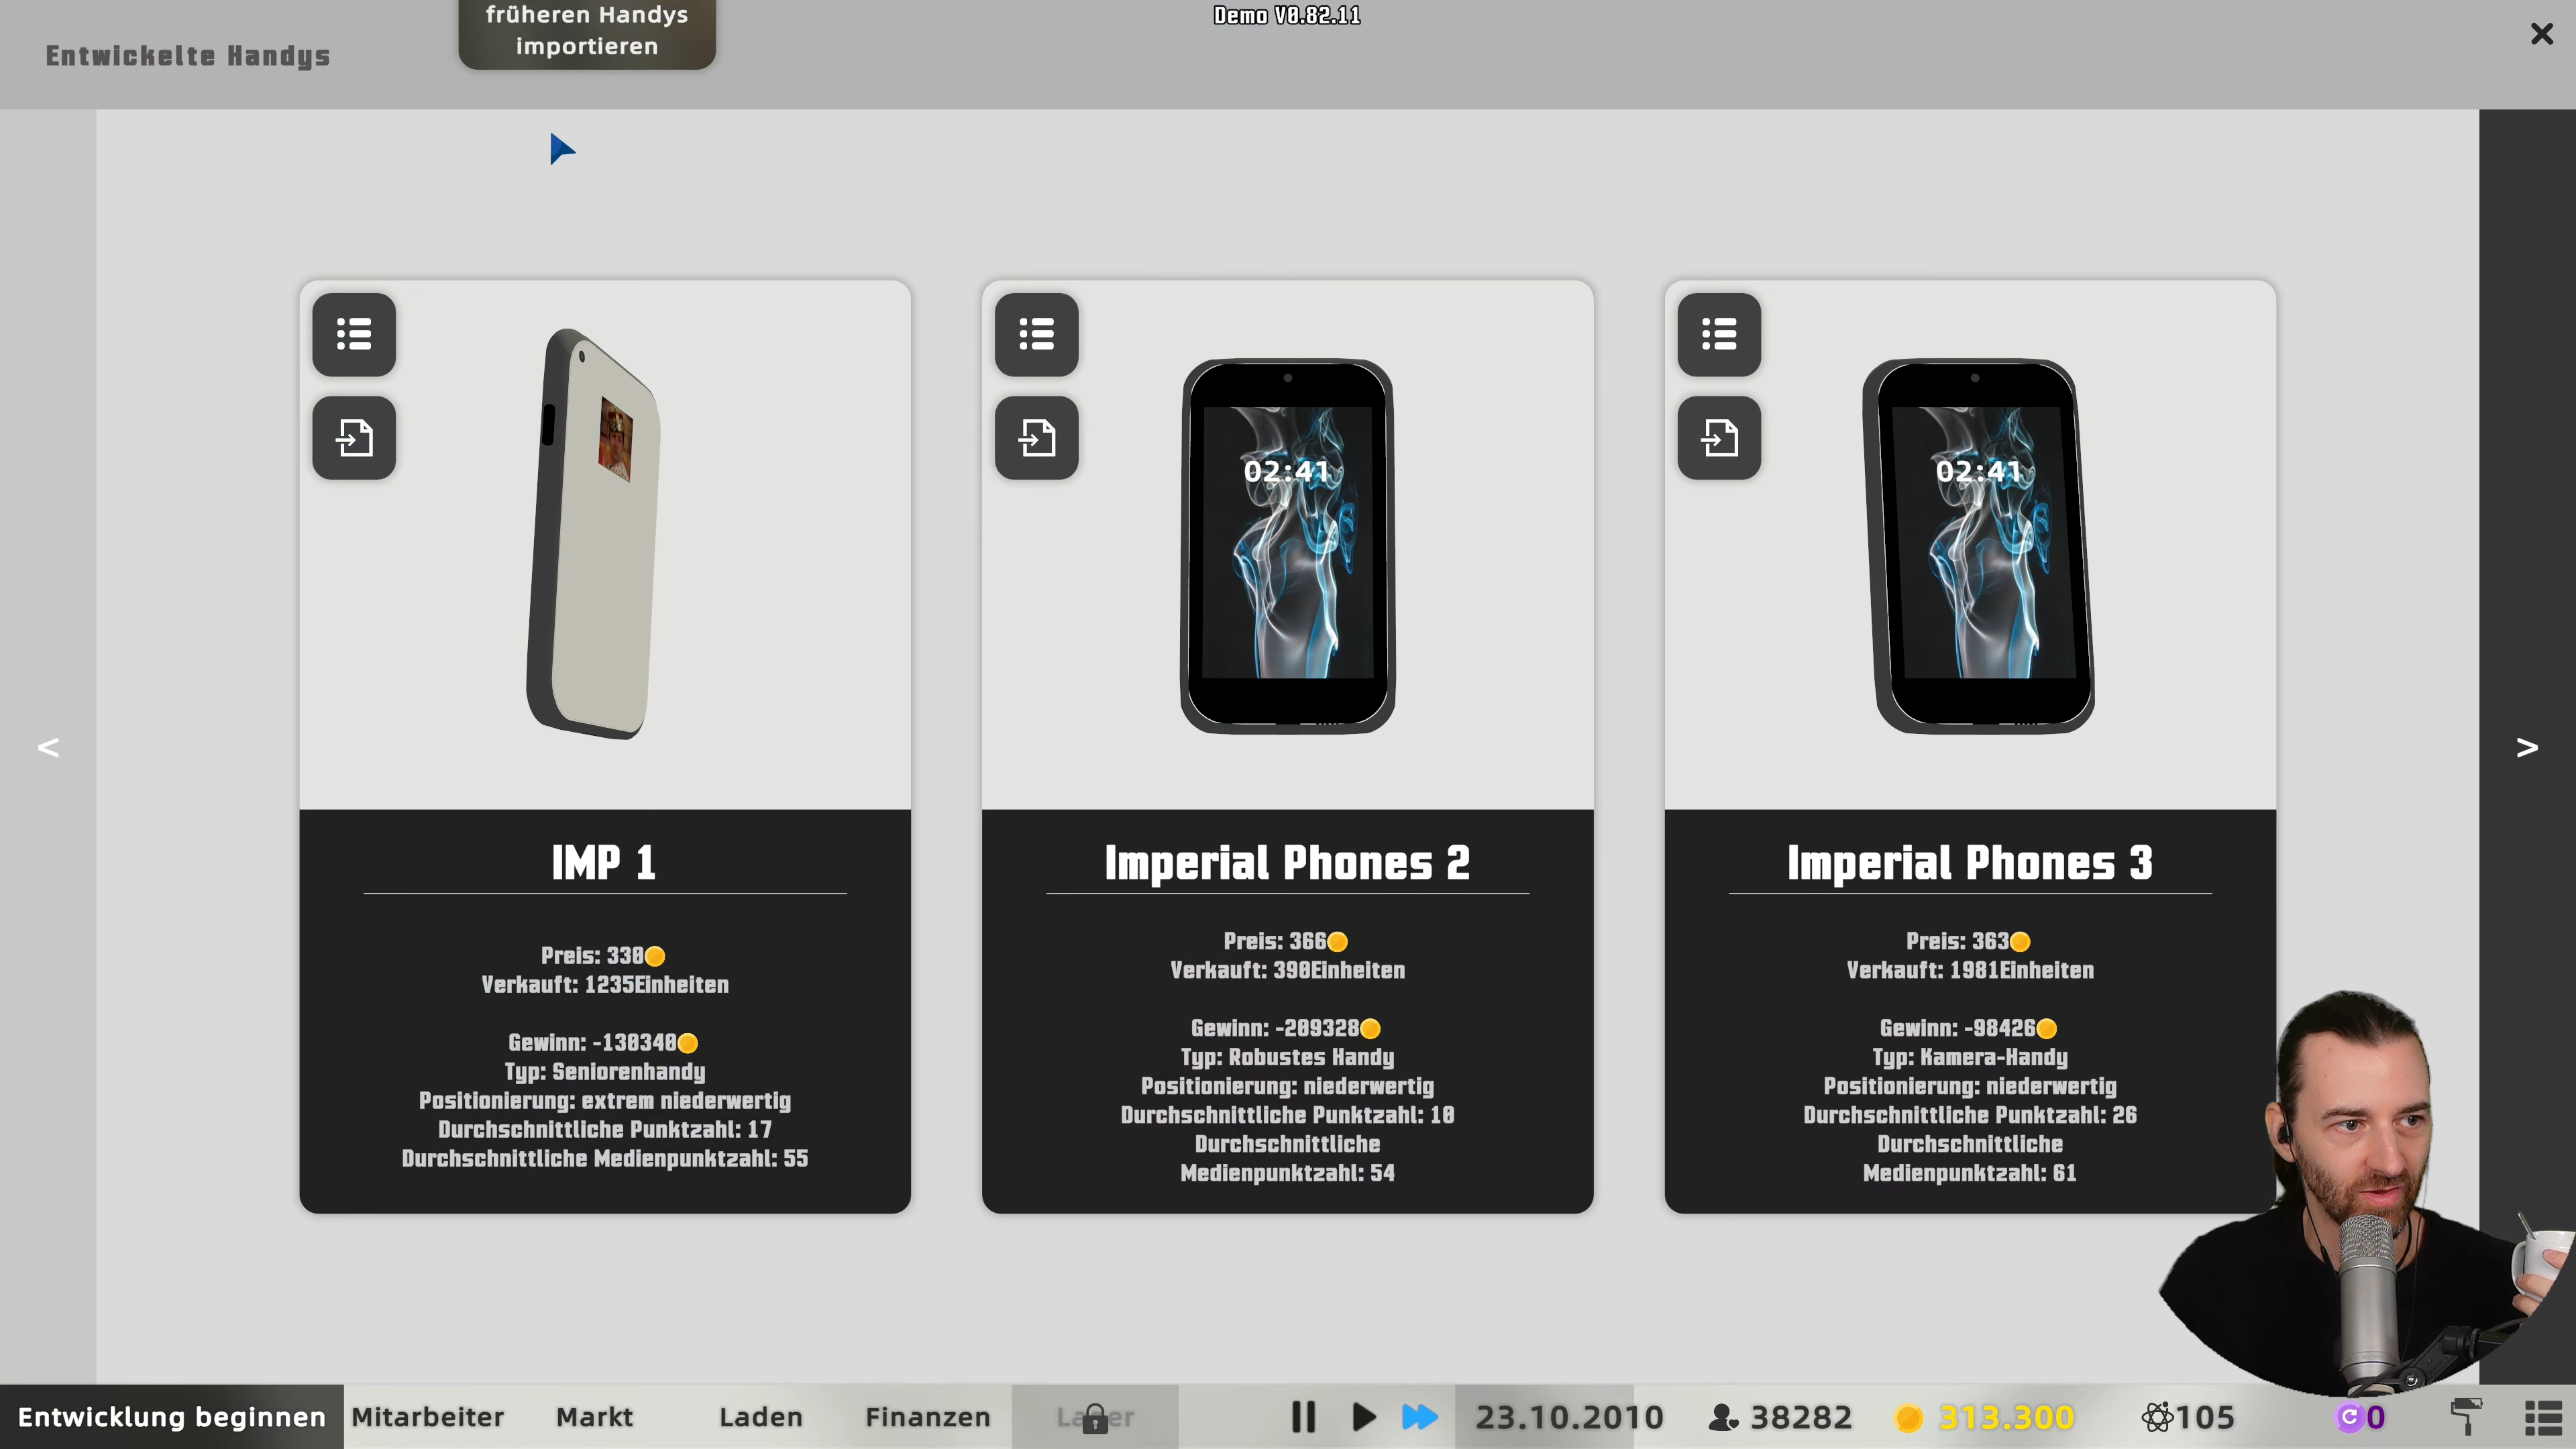 früheren Handys
importieren
Demo V0.82.11
Entwickelte Handys
02:41
02:41
IMP 1
Preis: 330
Verkauft: 1235Einheiten
Gewinn: -130340
Typ: Seniorenhandy
Positionierung: extrem niederwertig
Durchschnittliche Punktzahl: 17
Durchschnittliche Medienpunktzahl: 55
Imperial Phones 2
Preis: 366
Verkauft: 390Einheiten
Gewinn: -209328
Typ: Robustes Handy
Positionierung: niederwertig
Durchschnittliche Punktzahl: 10
Durchschnittliche
Medienpunktzahl: 54
Imperial Phones 3
Preis: 363
Verkauft: 1981Einheiten
Gewinn: -98426
Typ: Kamera-Handy
Positionierung: niederwertig
Durchschnittliche Punktzahl: 26
Durchschnittliche
Medienpunktzahl: 61
Entwicklung beginnen Mitarbeiter Markt Laden Finanzen Lager 23.10.2010 38282 313.300 105 0